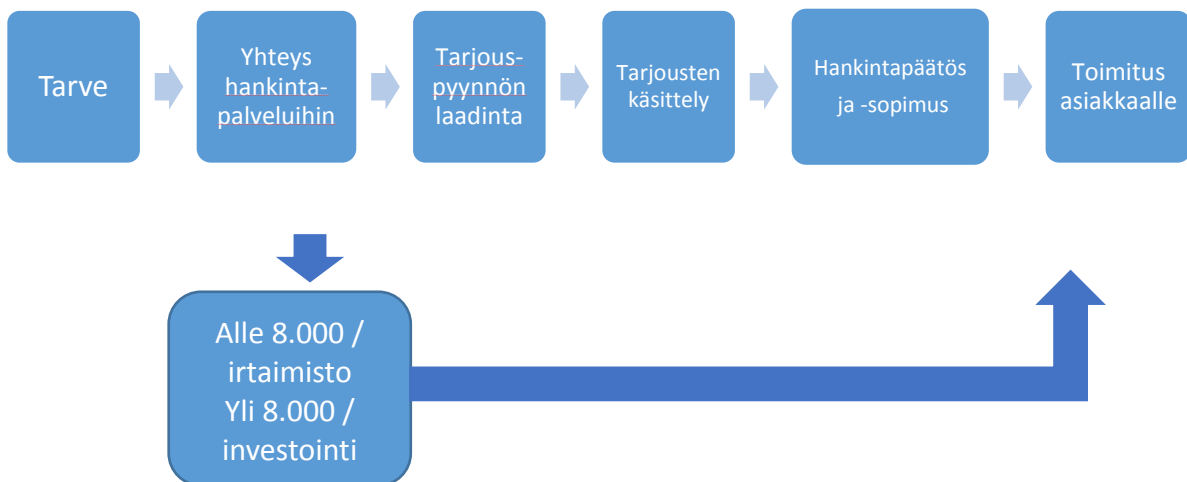 Tarve
Yhteys
hankinta-
palveluihin
Tarjous-
pyynnön
laadinta
Tarjousten
käsittely
Hankintapäätös
ja -sopimus
Toimitus
asiakkaalle
Alle 8.000 /
irtaimisto
Yli 8.000 /
investointi